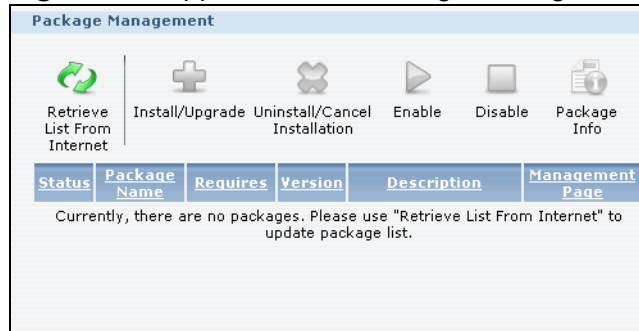 Package Management
Retrieve List From Internet
Install/Upgrade
Uninstall/Cancel Installation
Enable
Disable
Package Info
Status
Package Name
Requires
Version
Description
Management Page
Currently, there are no packages. Please use "Retrieve List From Internet" to
update package list.